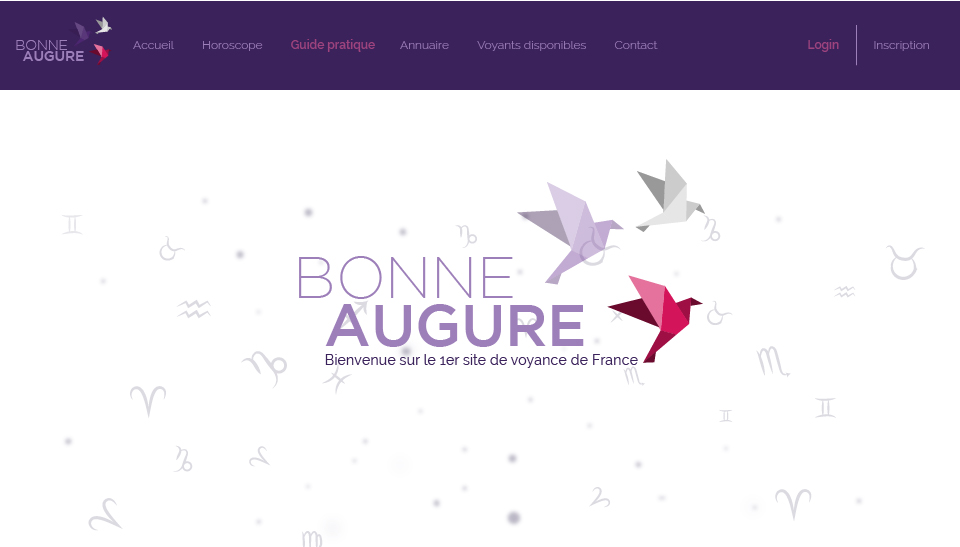 BONNE
AUGURE
Accueil
Horoscope
Guide pratique
Annuaire
Voyants disponibles
Contact
Login
Inscription
BONNE
AUGURE
Bienvenue sur le 1er site de voyance de France